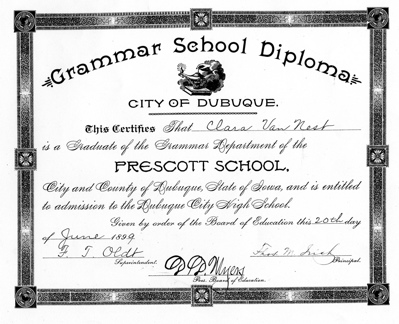 Grammar School Diploma
CITY OF DUBUQUE.
This Certifies That Clara Van Nest
is a Graduate of the Grammar Department of the
PRESCOTT SCHOOL,
City and County of Dubuque, State of Iowa, and is entitled
to admission to the Dubuque City High School.
Given by order of the Board of Education this 20th day
of June 1899
F. T. Oldt
Superintendent.
Thos. M. Irish
Principal.
D D Myers
Pres. Board of Education.